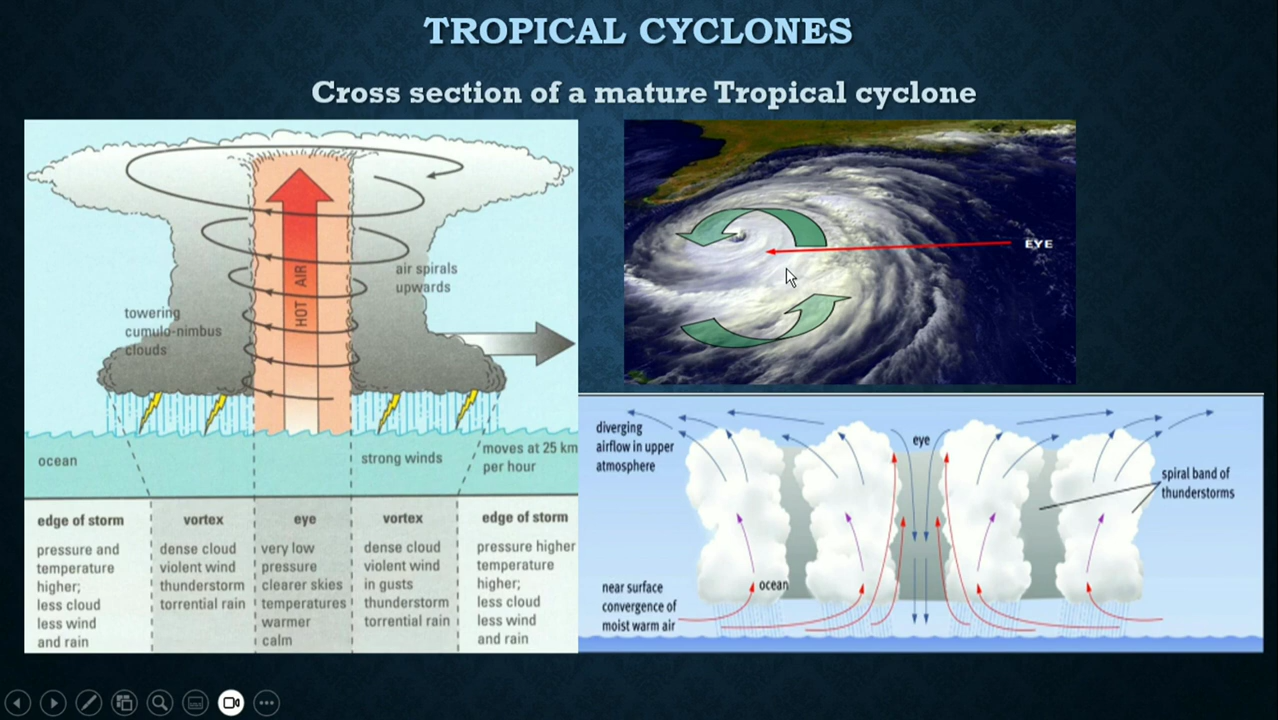 TROPICAL CYCLONES
Cross section of a mature Tropical cyclone
HOT AIR
air spirals
upwards
towering
cumulo-nimbus
clouds
ocean
strong winds
moves at 25 km
per hour
edge of storm
pressure and
temperature
higher;
less cloud
less wind
and rain
vortex
dense cloud
violent wind
thunderstorm
torrential rain
eye
very low
pressure
clearer skies
temperatures
warmer
calm
vortex
dense cloud
violent wind
in gusts
thunderstorm
torrential rain
edge of storm
pressure higher
temperature
higher;
less cloud
less wind
and rain
EYE
diverging
airflow in upper
atmosphere
eye
spiral band of
thunderstorms
ocean
near surface
convergence of
moist warm air